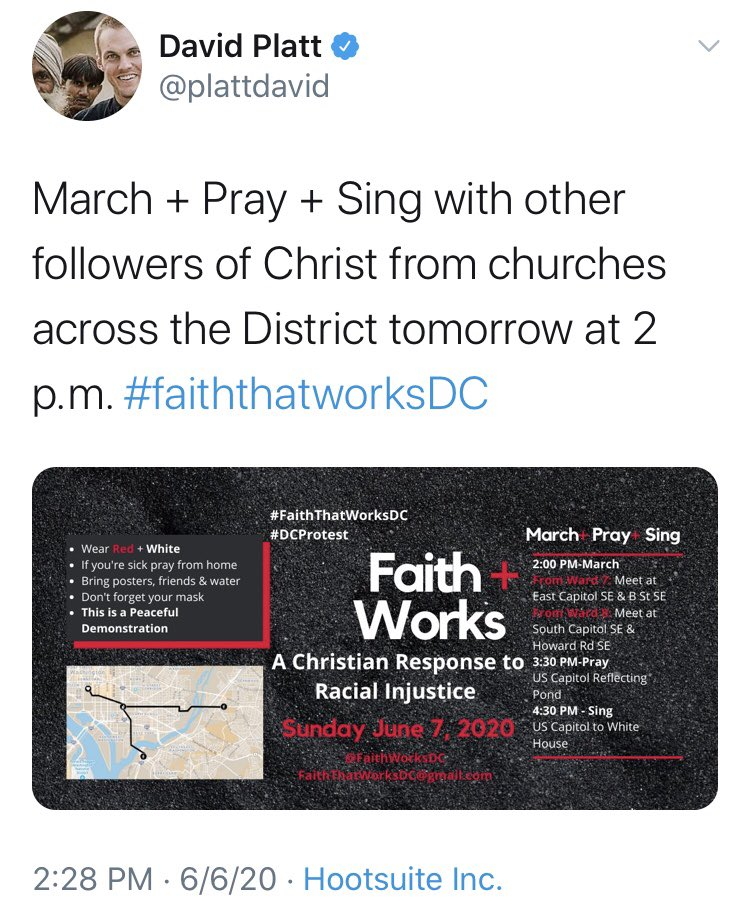 David Platt
@plattdavid
March + Pray + Sing with other
followers of Christ from churches
across the District tomorrow at 2
p.m. #faiththatworksDC
#FaithThatWorksDC
#DCProtest
• Wear Red + White
• If you're sick pray from home
• Bring posters, friends & water
• Don't forget your mask
• This is a Peaceful
Demonstration
Faith +
Works
A Christian Response to
Racial Injustice
Sunday June 7, 2020
@FaithWorksDC
FaithThatWorksDC@gmail.com
March+ Pray+ Sing
2:00 PM-March
From Ward 7: Meet at
East Capitol SE & B St SE
From Ward 8: Meet at
South Capitol SE &
Howard Rd SE
3:30 PM-Pray
US Capitol Reflecting
Pond
4:30 PM - Sing
US Capitol to White
House
2:28 PM · 6/6/20 · Hootsuite Inc.